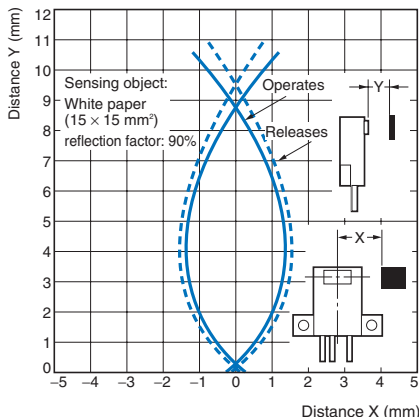 Distance Y (mm)
12
11
10
9
8
7
6
5
4
3
2
1
0
Sensing object:
White paper
(15 × 15 mm²)
reflection factor: 90%
Operates
Releases
Y
X
−5 −4 −3 −2 −1 0 1 2 3 4 5
Distance X (mm)